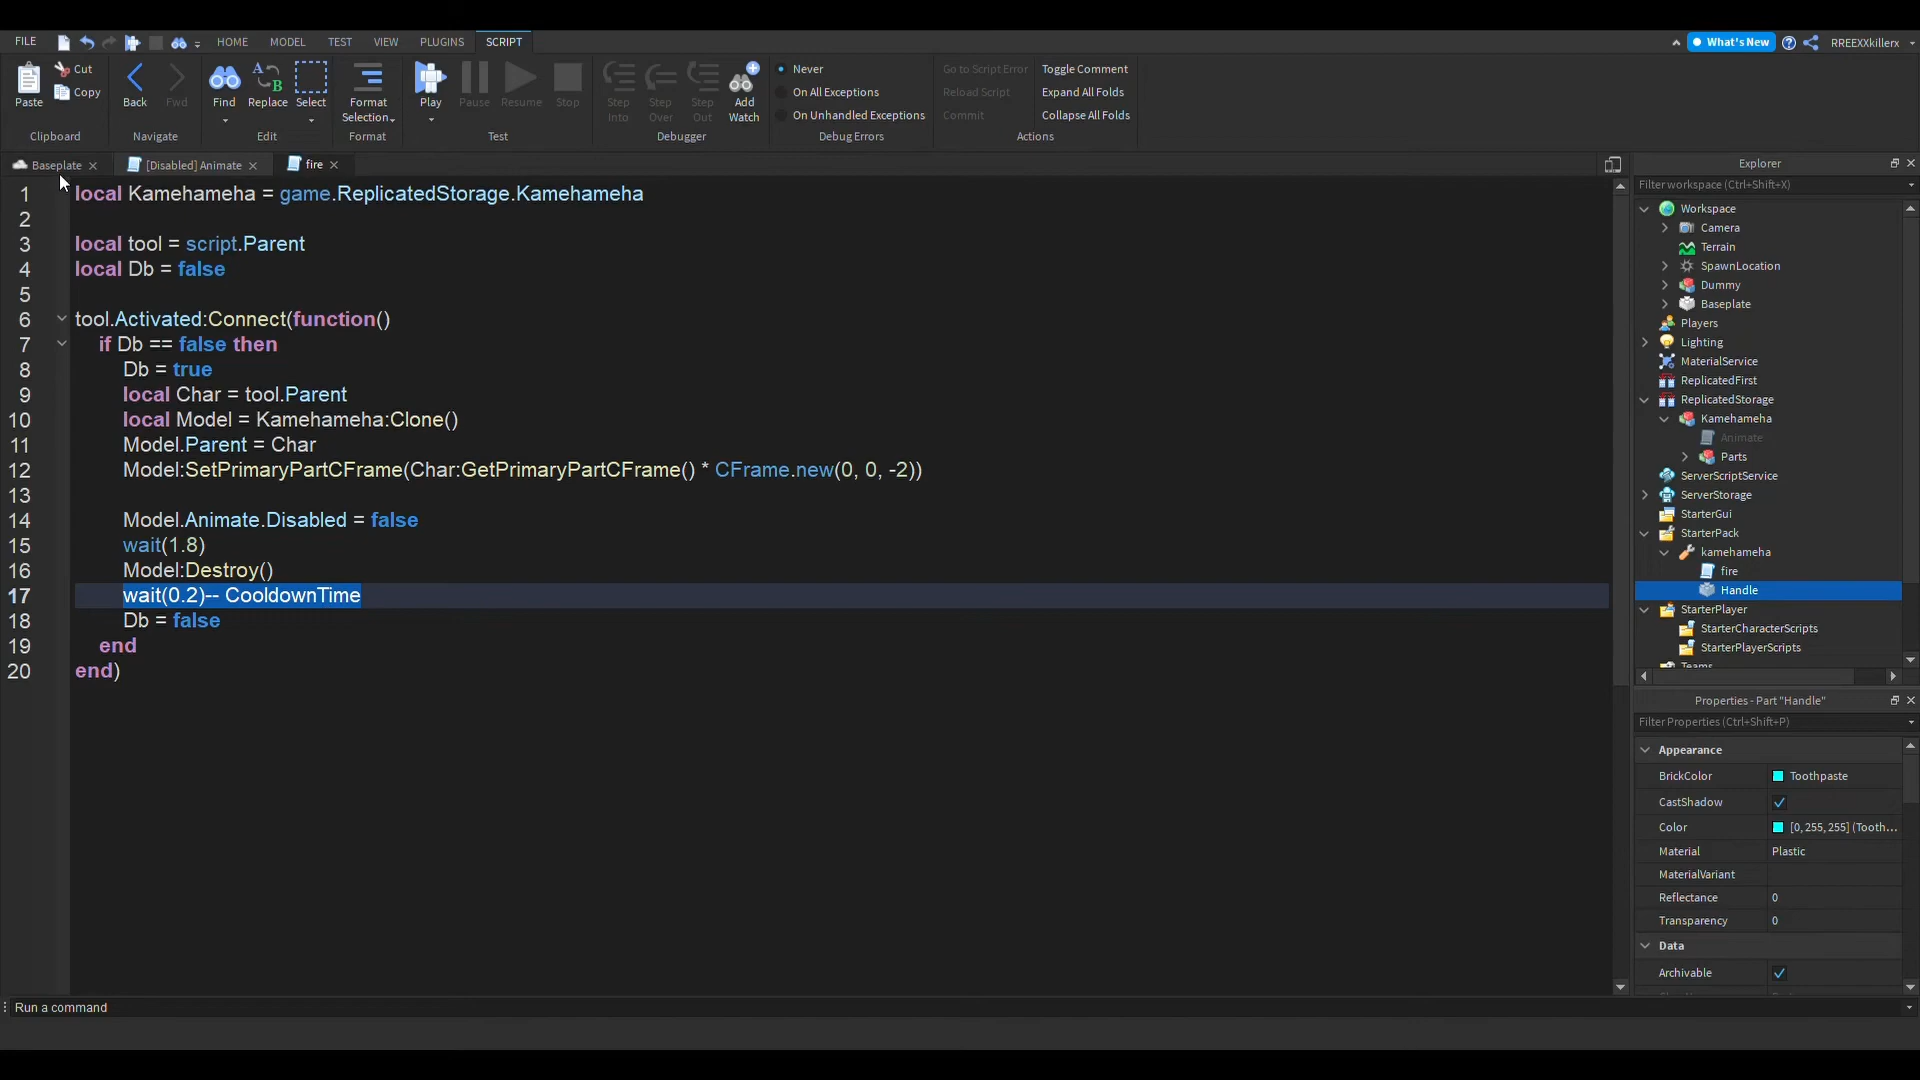 FILE HOME MODEL TEST VIEW PLUGINS SCRIPT What's New RREEXXkillerx
Paste Cut Copy Clipboard
Back Fwd Navigate
Find Replace Select Edit
Format Selection Format
Play Pause Resume Stop Test
Step Into Step Over Step Out Add Watch Debugger
Never
On All Exceptions
On Unhandled Exceptions
Debug Errors
Go to Script Error Toggle Comment
Reload Script Expand All Folds
Commit Collapse All Folds
Actions
Baseplate [Disabled] Animate fire
1 local Kamehameha = game.ReplicatedStorage.Kamehameha
2
3 local tool = script.Parent
4 local Db = false
5
6 tool.Activated:Connect(function()
7 if Db == false then
8 Db = true
9 local Char = tool.Parent
10 local Model = Kamehameha:Clone()
11 Model.Parent = Char
12 Model:SetPrimaryPartCFrame(Char:GetPrimaryPartCFrame() * CFrame.new(0, 0, -2))
13
14 Model.Animate.Disabled = false
15 wait(1.8)
16 Model:Destroy()
17 wait(0.2)-- CooldownTime
18 Db = false
19 end
20 end)
Explorer
Filter workspace (Ctrl+Shift+X)
Workspace
Camera
Terrain
SpawnLocation
Dummy
Baseplate
Players
Lighting
MaterialService
ReplicatedFirst
ReplicatedStorage
Kamehameha
Animate
Parts
ServerScriptService
ServerStorage
StarterGui
StarterPack
kamehameha
fire
Handle
StarterPlayer
StarterCharacterScripts
StarterPlayerScripts
Teams
Properties - Part "Handle"
Filter Properties (Ctrl+Shift+P)
Appearance
BrickColor Toothpaste
CastShadow
Color [0, 255, 255] (Tooth...
Material Plastic
MaterialVariant
Reflectance 0
Transparency 0
Data
Archivable
Run a command